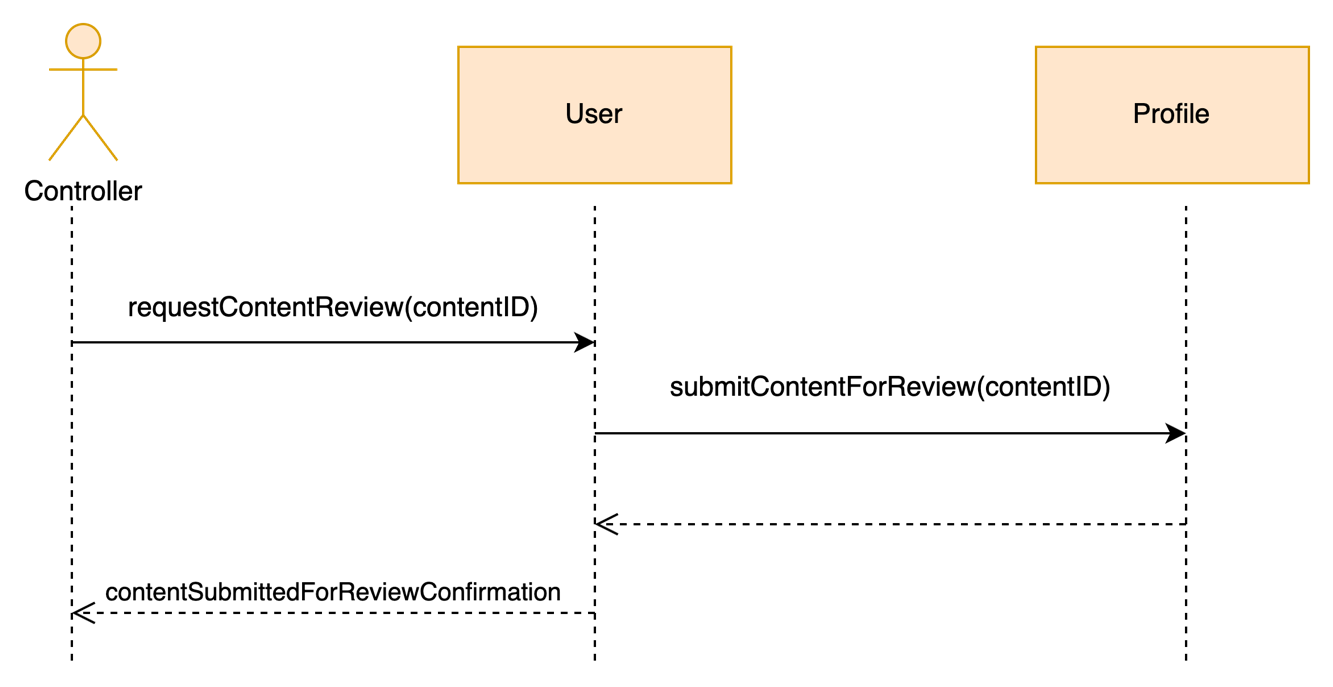 Controller
User
Profile
requestContentReview(contentID)
submitContentForReview(contentID)
contentSubmittedForReviewConfirmation